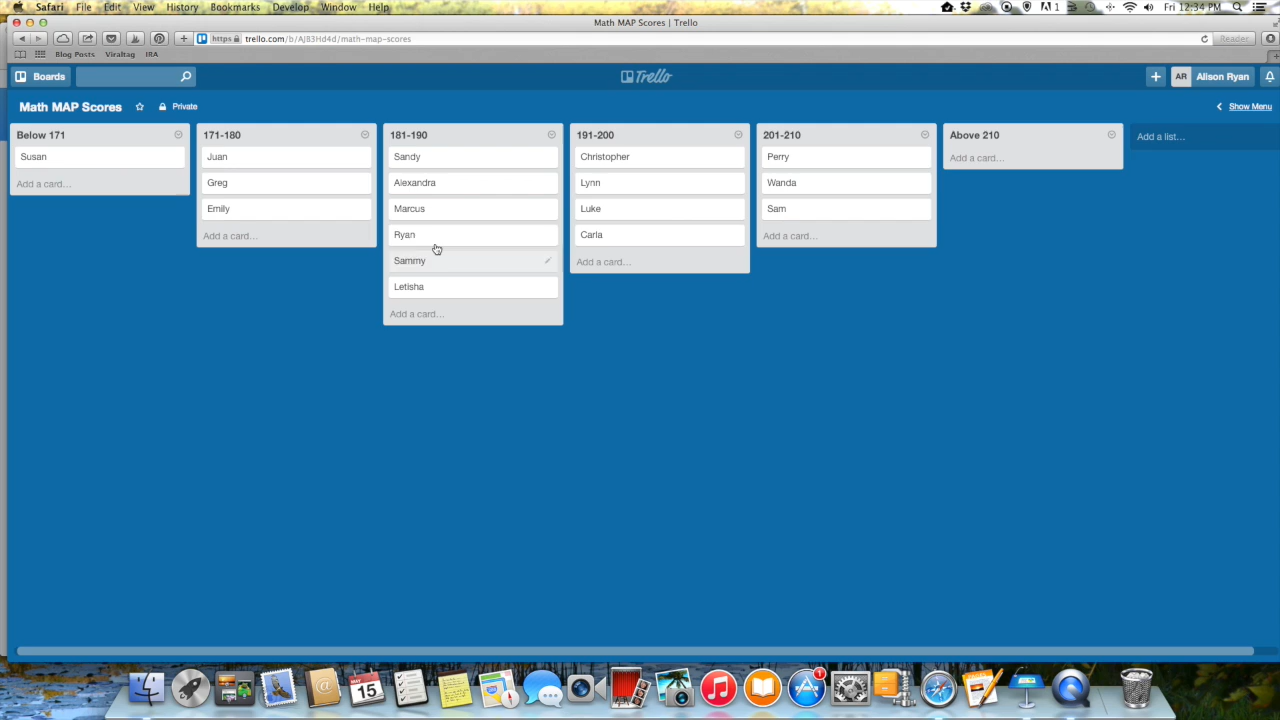 Safari File Edit View History Bookmarks Develop Window Help 1 Fri 12:34 PM
Math MAP Scores | Trello
https trello.com/b/AJ83Hd4d/math-map-scores Reader
Blog Posts Viraltag IRA
Boards Trello AR Alison Ryan
Math MAP Scores Private Show Menu
Below 171
Susan
Add a card…
171-180
Juan
Greg
Emily
Add a card…
181-190
Sandy
Alexandra
Marcus
Ryan
Sammy
Letisha
Add a card…
191-200
Christopher
Lynn
Luke
Carla
Add a card…
201-210
Perry
Wanda
Sam
Add a card…
Above 210
Add a card…
Add a list…
MAY
15
1